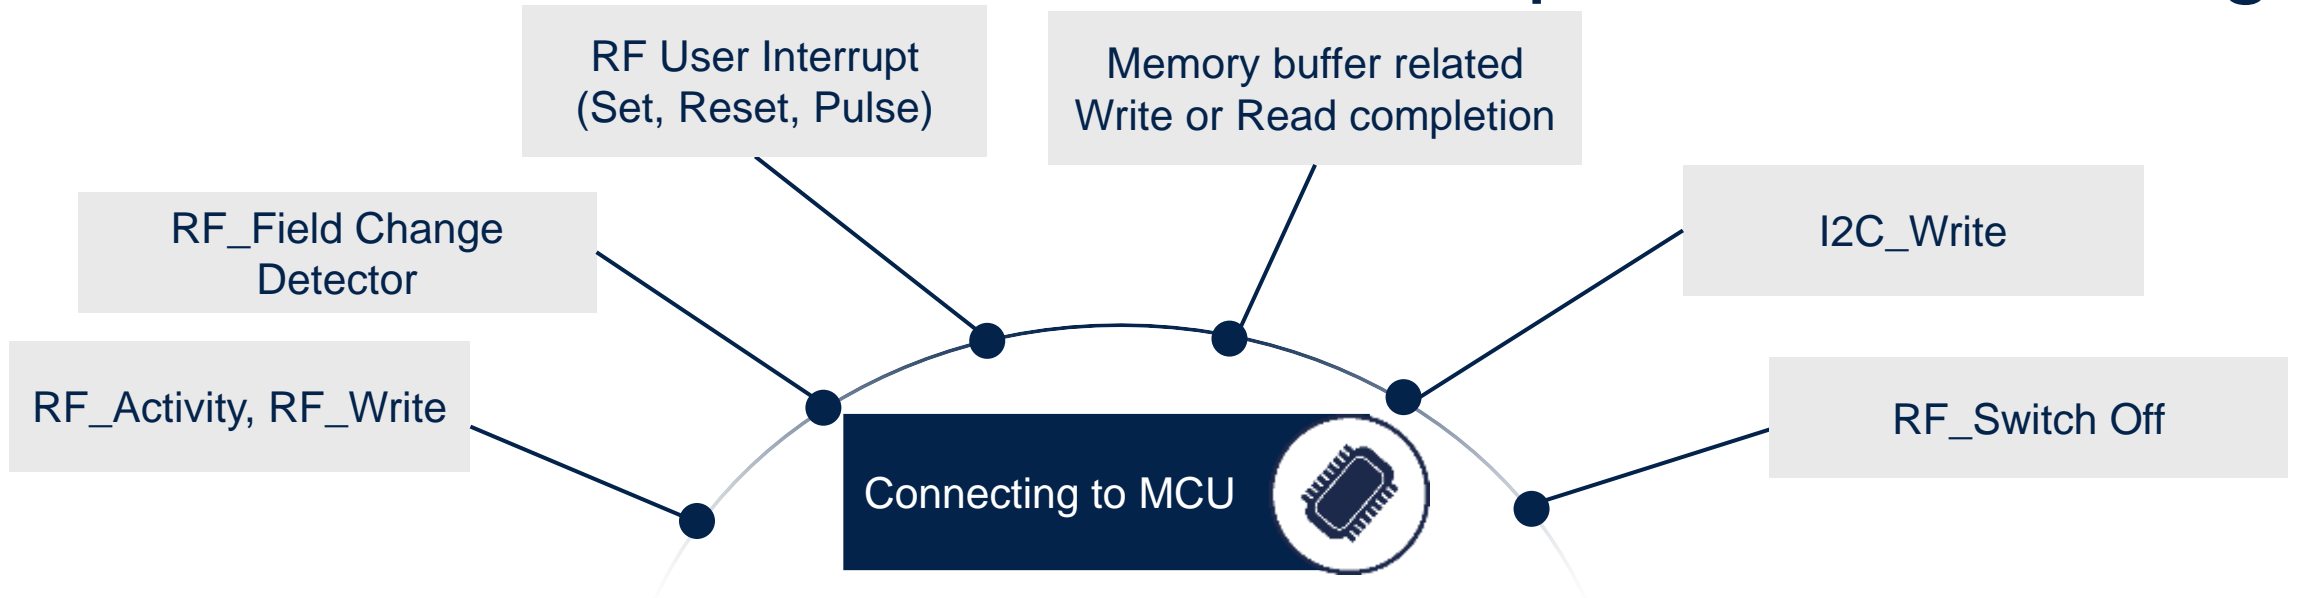 RF User Interrupt
(Set, Reset, Pulse)
Memory buffer related
Write or Read completion
RF_Field Change
Detector
I2C_Write
RF_Activity, RF_Write
RF_Switch Off
Connecting to MCU